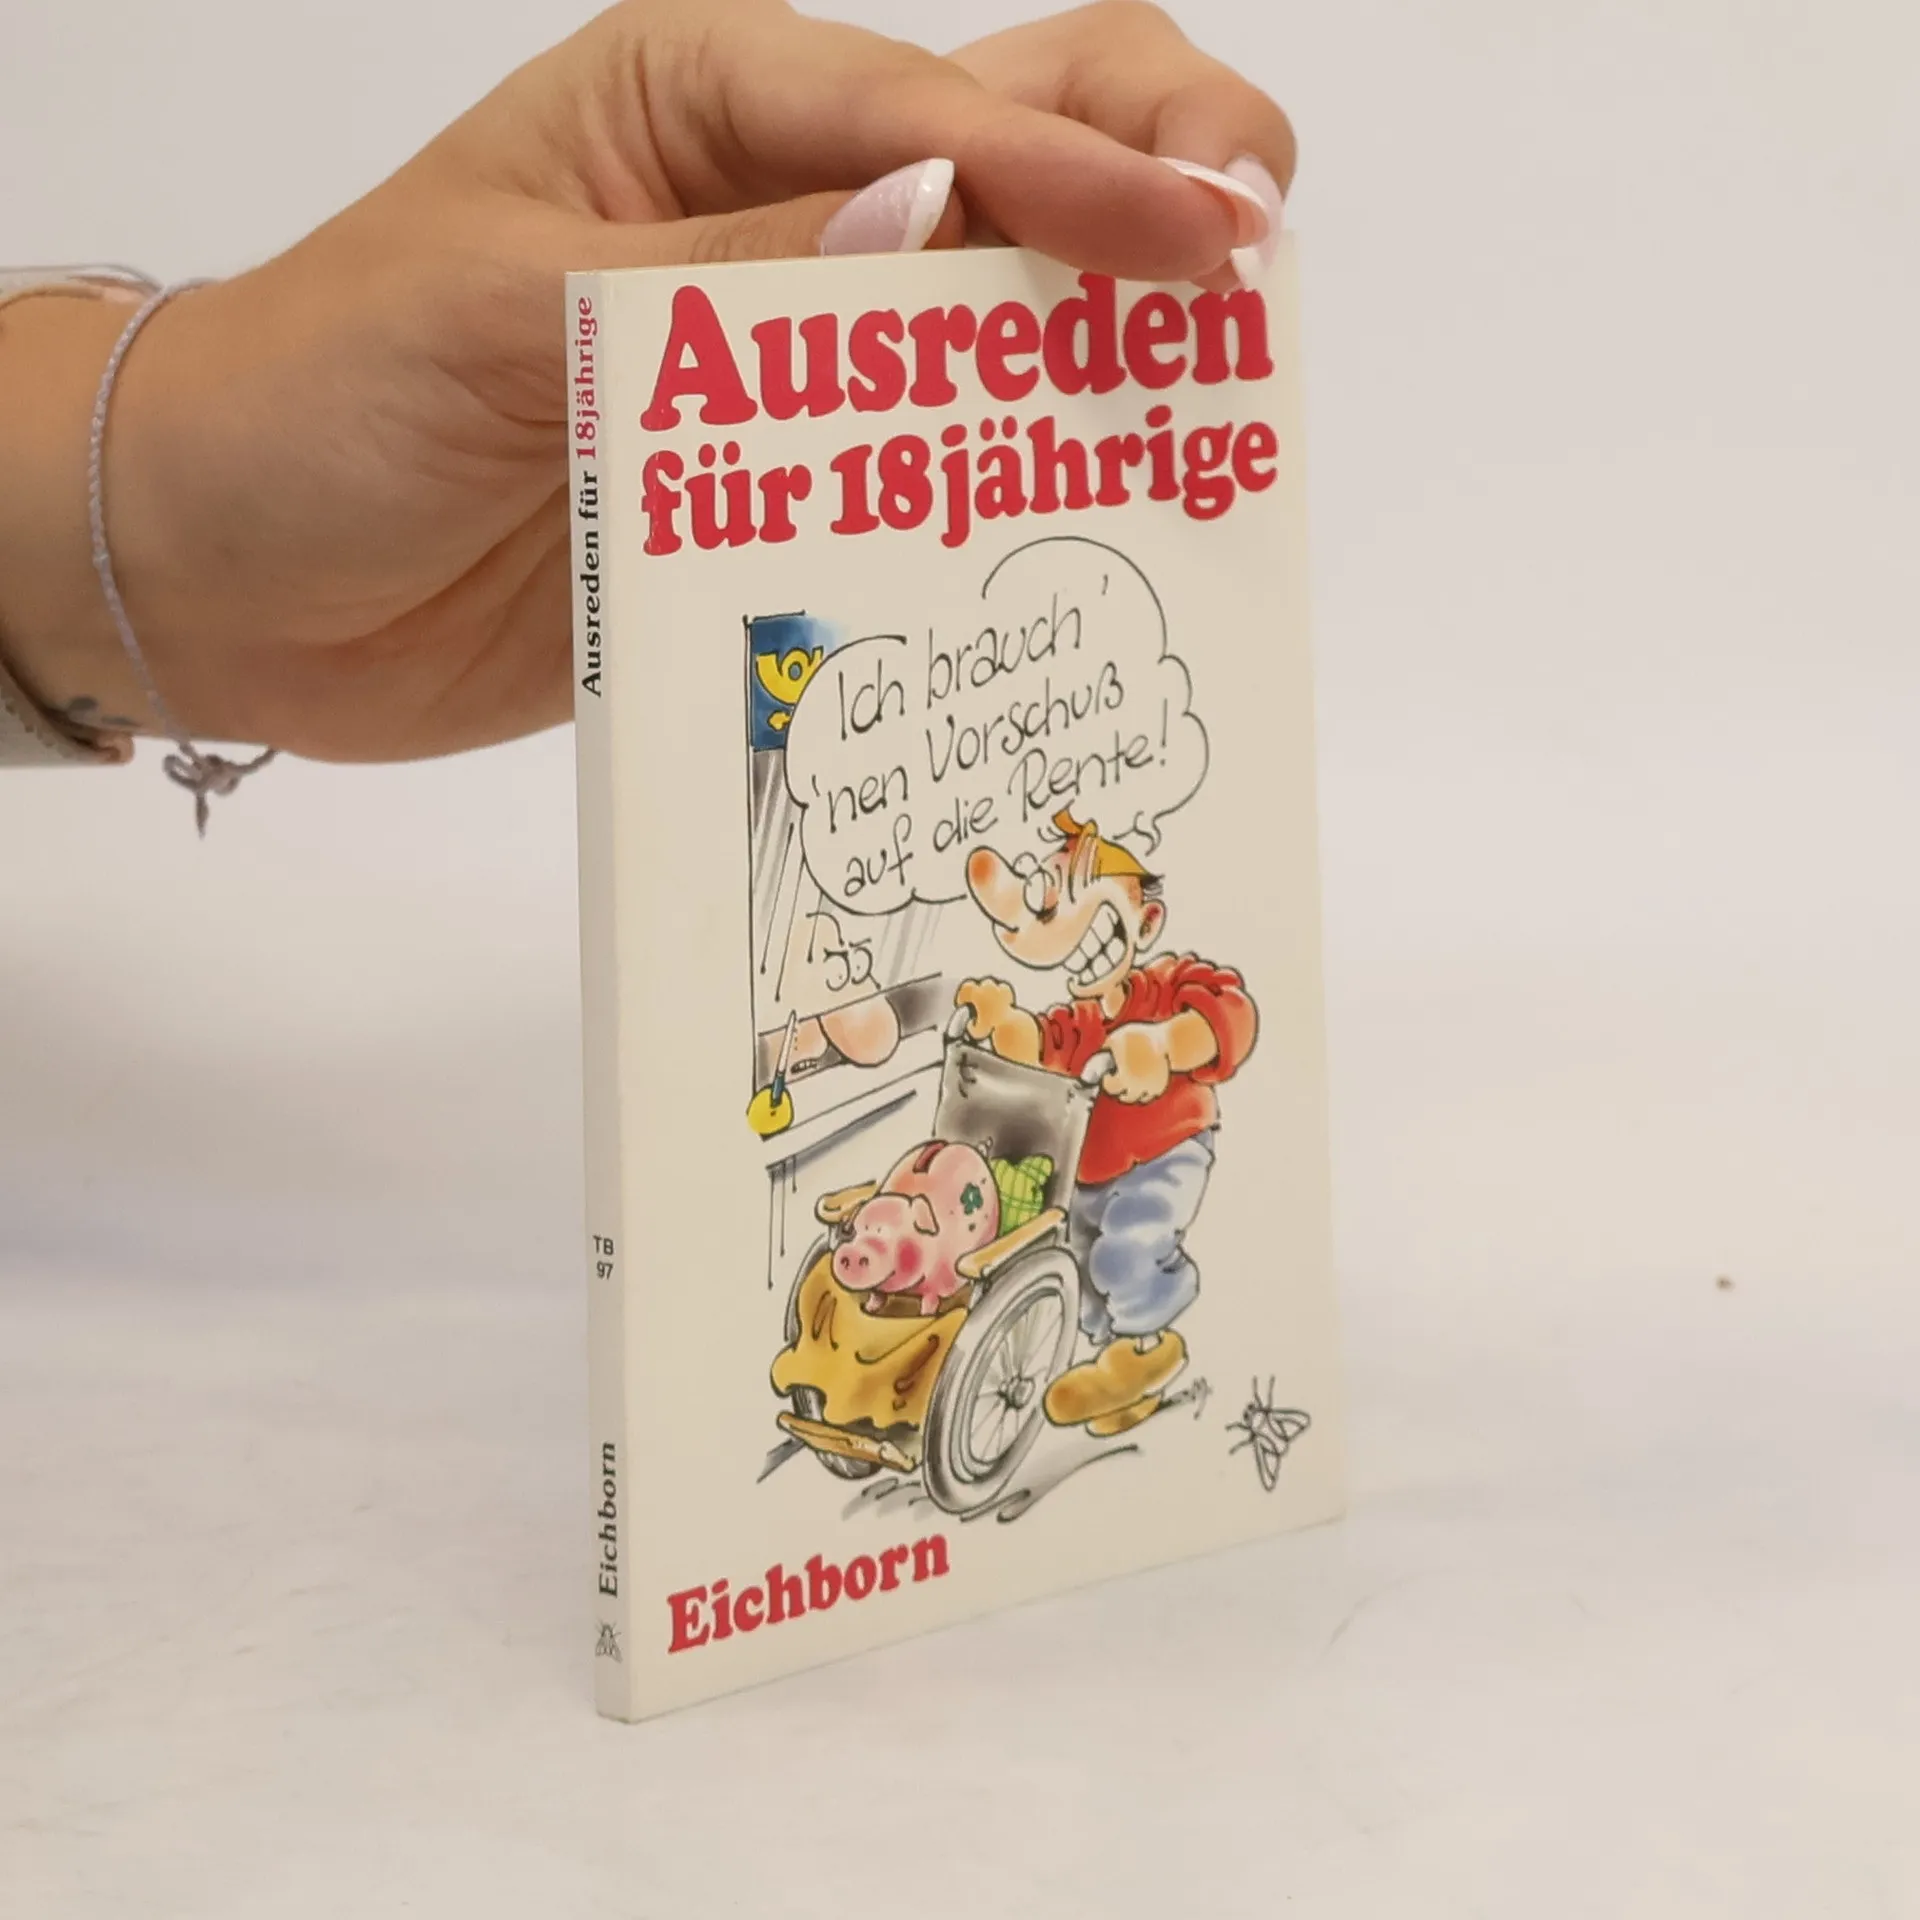 Ausreden für 18jährige
TB
97
Eichborn
Ausreden
für 18jährige
Ich brauch'
'nen Vorschuß
auf die Rente!
Eichborn